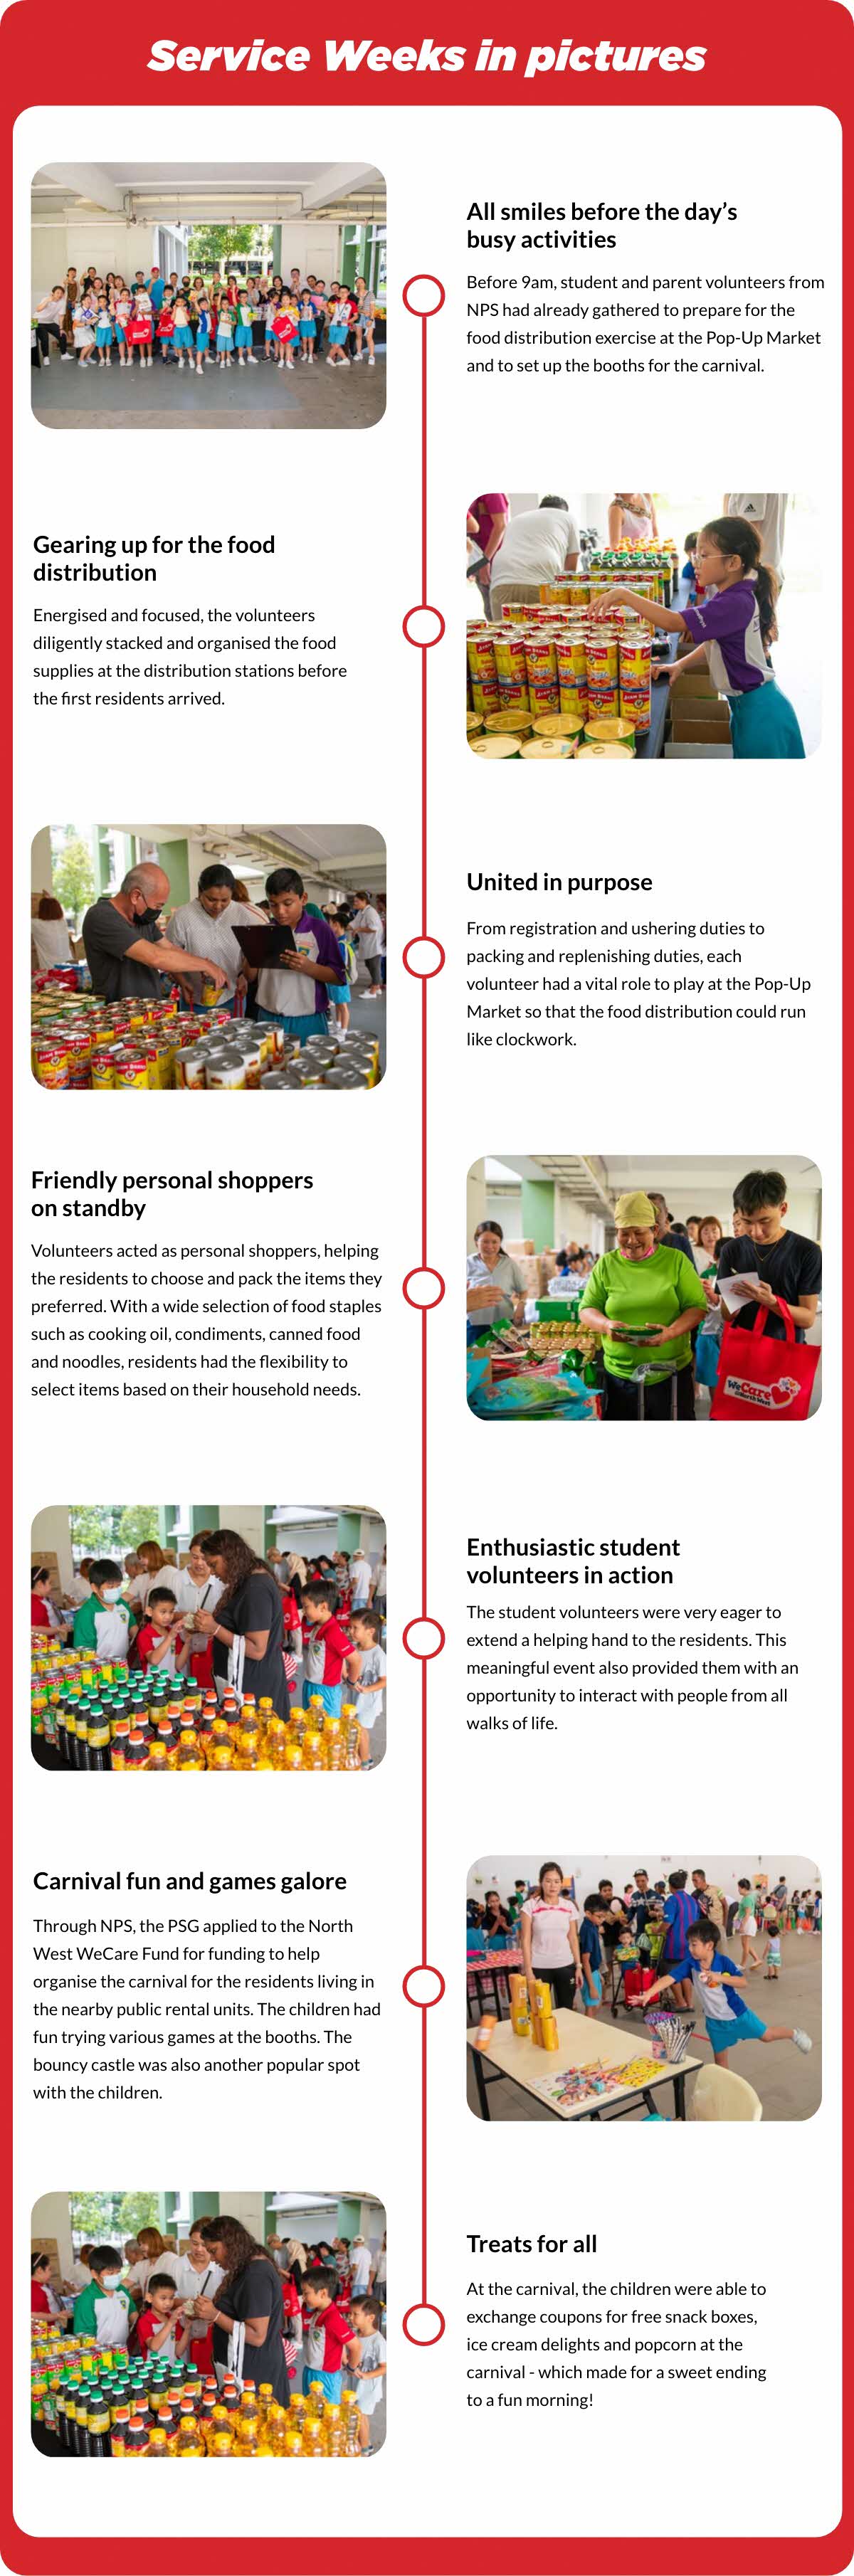 Service Weeks in pictures
All smiles before the day's
busy activities
Before 9am, student and parent volunteers from
NPS had already gathered to prepare for the
food distribution exercise at the Pop-Up Market
and to set up the booths for the carnival.
Gearing up for the food
distribution
Energised and focused, the volunteers
diligently stacked and organised the food
supplies at the distribution stations before
the first residents arrived.
United in purpose
From registration and ushering duties to
packing and replenishing duties, each
volunteer had a vital role to play at the Pop-Up
Market so that the food distribution could run
like clockwork.
Friendly personal shoppers
on standby
Volunteers acted as personal shoppers, helping
the residents to choose and pack the items they
preferred. With a wide selection of food staples
such as cooking oil, condiments, canned food
and noodles, residents had the flexibility to
select items based on their household needs.
WeCare
Enthusiastic student
volunteers in action
The student volunteers were very eager to
extend a helping hand to the residents. This
meaningful event also provided them with an
opportunity to interact with people from all
walks of life.
Carnival fun and games galore
Through NPS, the PSG applied to the North
West WeCare Fund for funding to help
organise the carnival for the residents living in
the nearby public rental units. The children had
fun trying various games at the booths. The
bouncy castle was also another popular spot
with the children.
Treats for all
At the carnival, the children were able to
exchange coupons for free snack boxes,
ice cream delights and popcorn at the
carnival - which made for a sweet ending
to a fun morning!